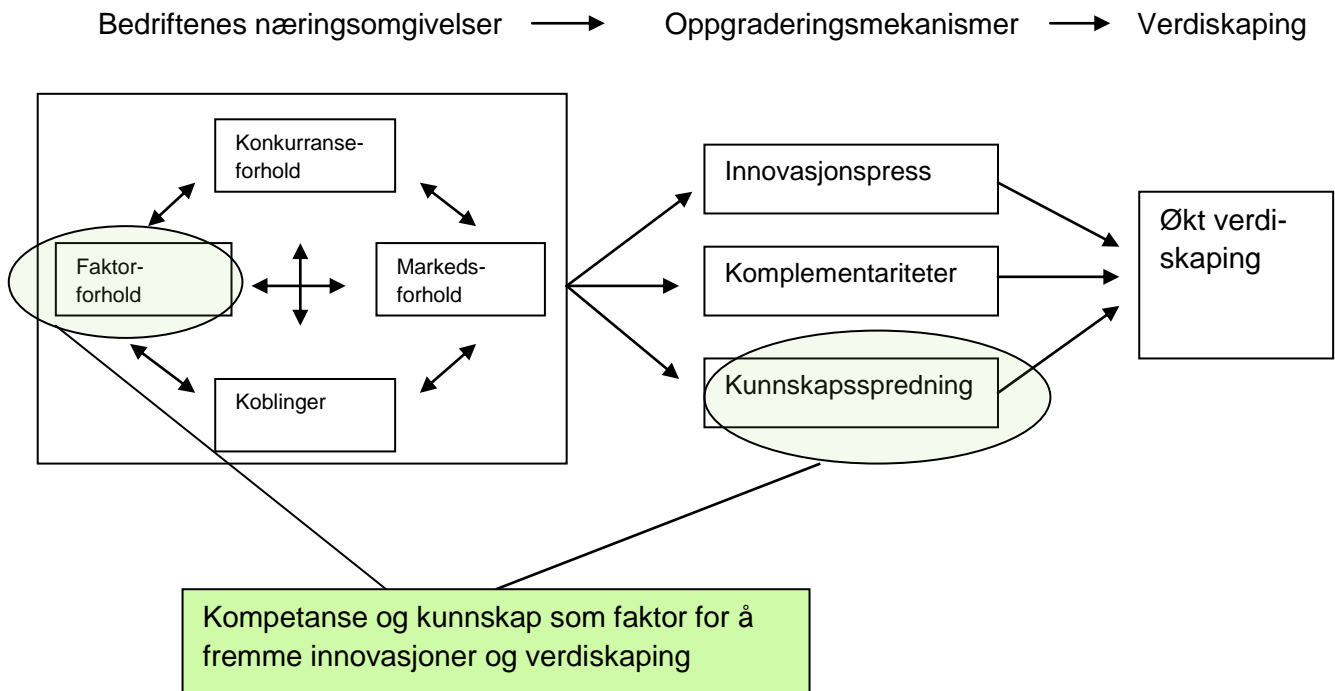 Bedriftenes næringsomgivelser
Oppgraderingsmekanismer
Verdiskaping
Konkurranse-
forhold
Faktor-
forhold
Markeds-
forhold
Koblinger
Innovasjonspress
Komplementariteter
Kunnskapsspredning
Økt verdi-
skaping
Kompetanse og kunnskap som faktor for å
fremme innovasjoner og verdiskaping